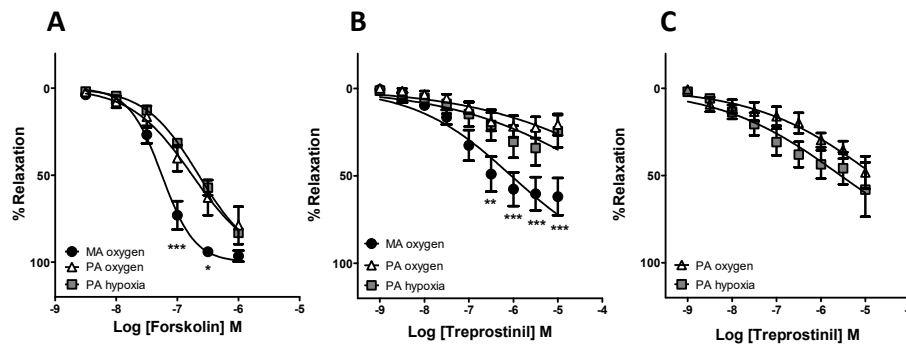 A
B
C
% Relaxation
0
50
100
***
*
MA oxygen
PA oxygen
PA hypoxia
-9
-8
-7
-6
-5
Log [Forskolin] M
% Relaxation
0
50
100
**
***
***
***
MA oxygen
PA oxygen
PA hypoxia
-9
-8
-7
-6
-5
-4
Log [Treprostinil] M
% Relaxation
0
50
100
PA oxygen
PA hypoxia
-9
-8
-7
-6
-5
-4
Log [Treprostinil] M